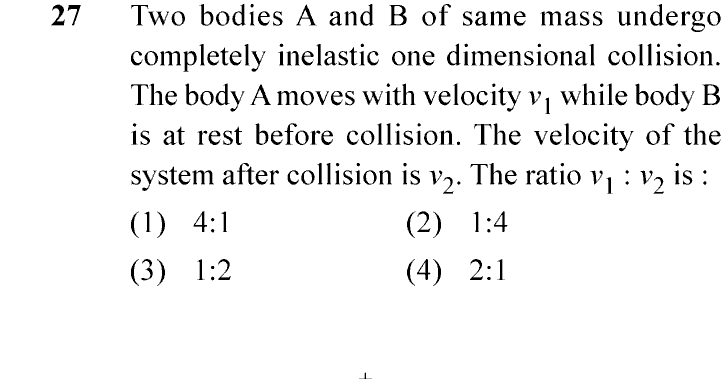 27 Two bodies A and B of same mass undergo
completely inelastic one dimensional collision.
The body A moves with velocity v₁ while body B
is at rest before collision. The velocity of the
system after collision is v₂. The ratio v₁ : v₂ is :
(1) 4:1 (2) 1:4
(3) 1:2 (4) 2:1